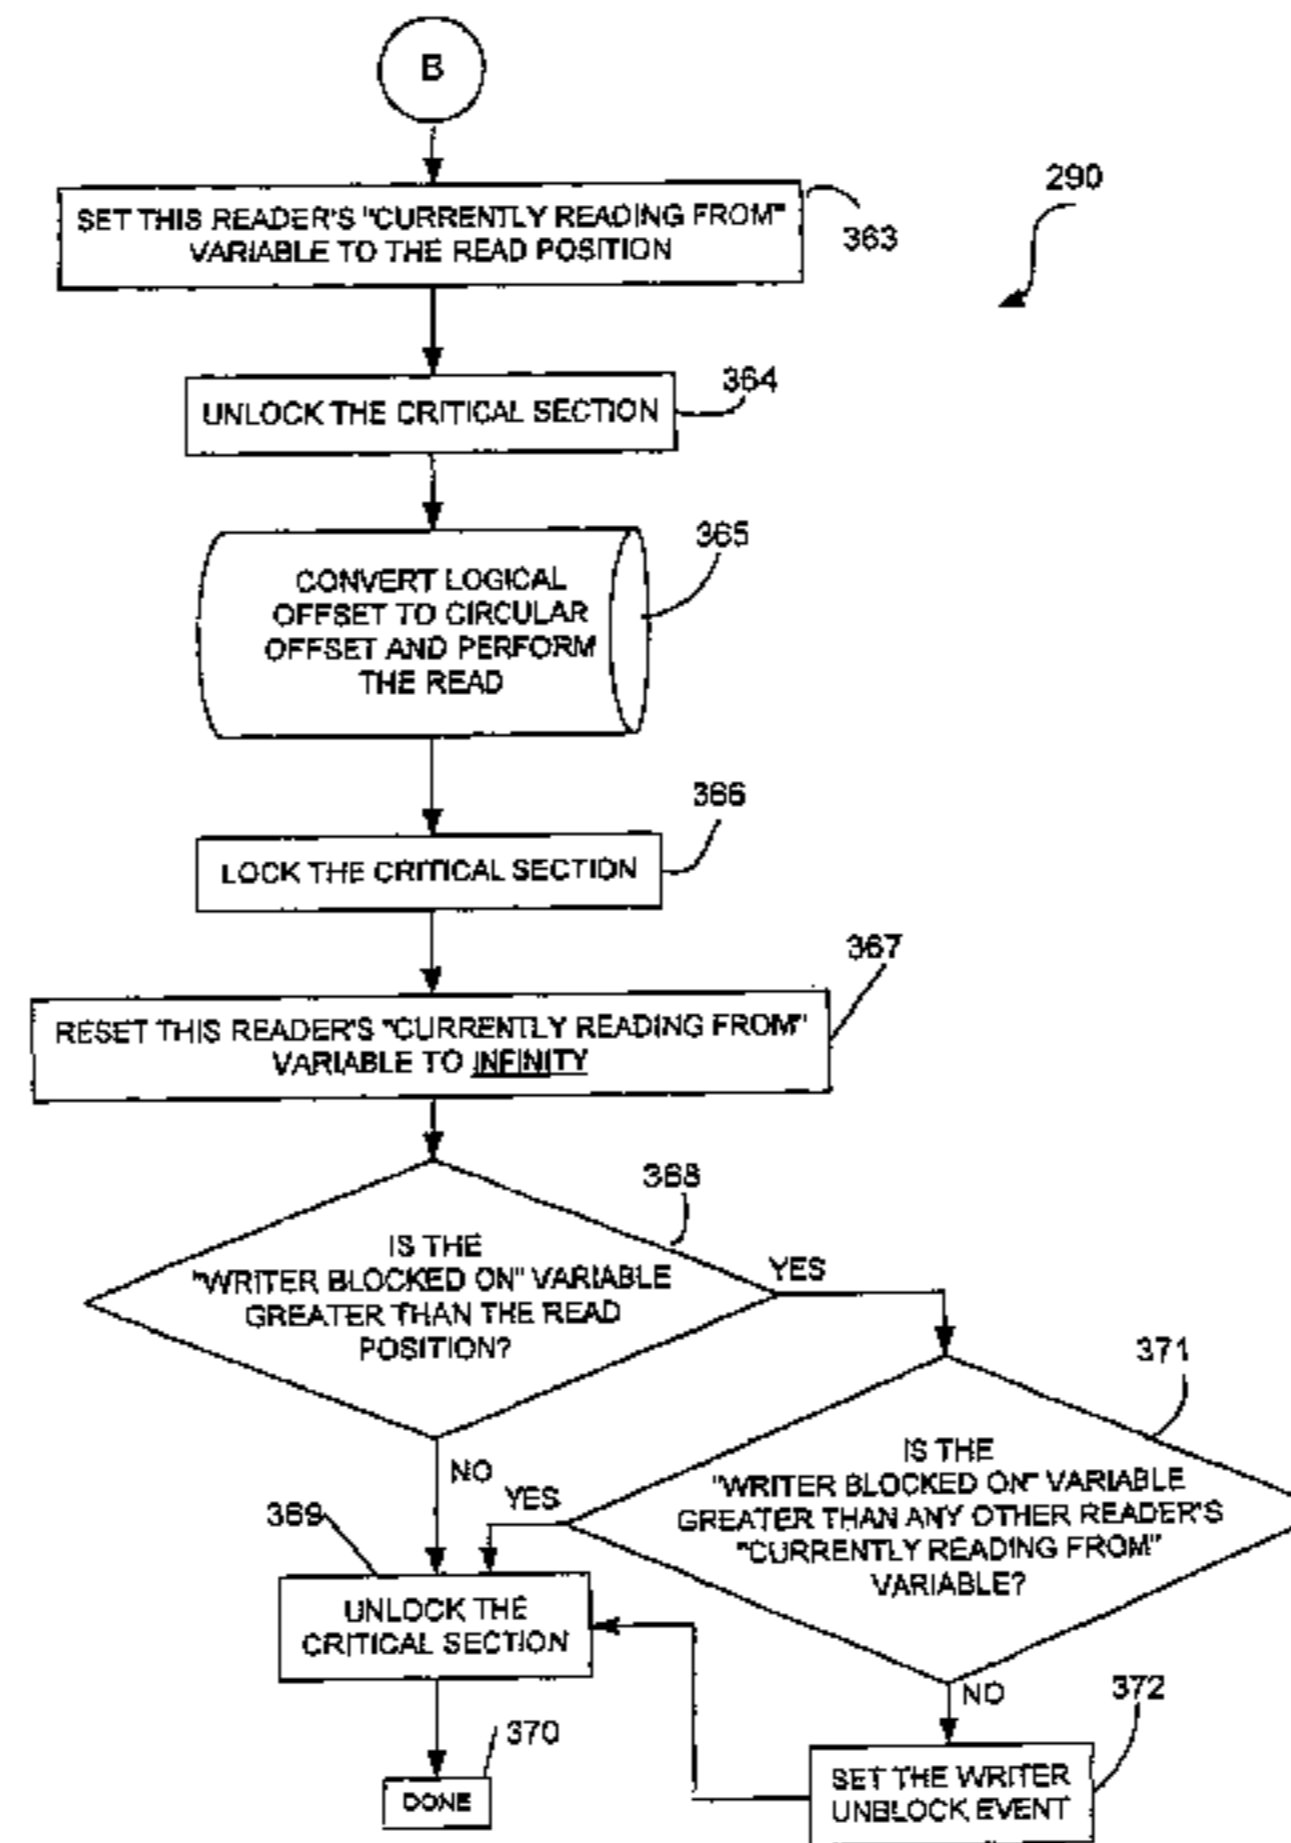 B
290
SET THIS READER'S "CURRENTLY READING FROM"
VARIABLE TO THE READ POSITION
363
364
UNLOCK THE CRITICAL SECTION
365
CONVERT LOGICAL
OFFSET TO CIRCULAR
OFFSET AND PERFORM
THE READ
366
LOCK THE CRITICAL SECTION
367
RESET THIS READER'S "CURRENTLY READING FROM"
VARIABLE TO INFINITY
368
IS THE
"WRITER BLOCKED ON" VARIABLE
GREATER THAN THE READ
POSITION?
YES
371
NO
IS THE
"WRITER BLOCKED ON" VARIABLE
GREATER THAN ANY OTHER READER'S
"CURRENTLY READING FROM"
VARIABLE?
YES
369
UNLOCK THE
CRITICAL SECTION
NO
372
370
DONE
SET THE WRITER
UNBLOCK EVENT